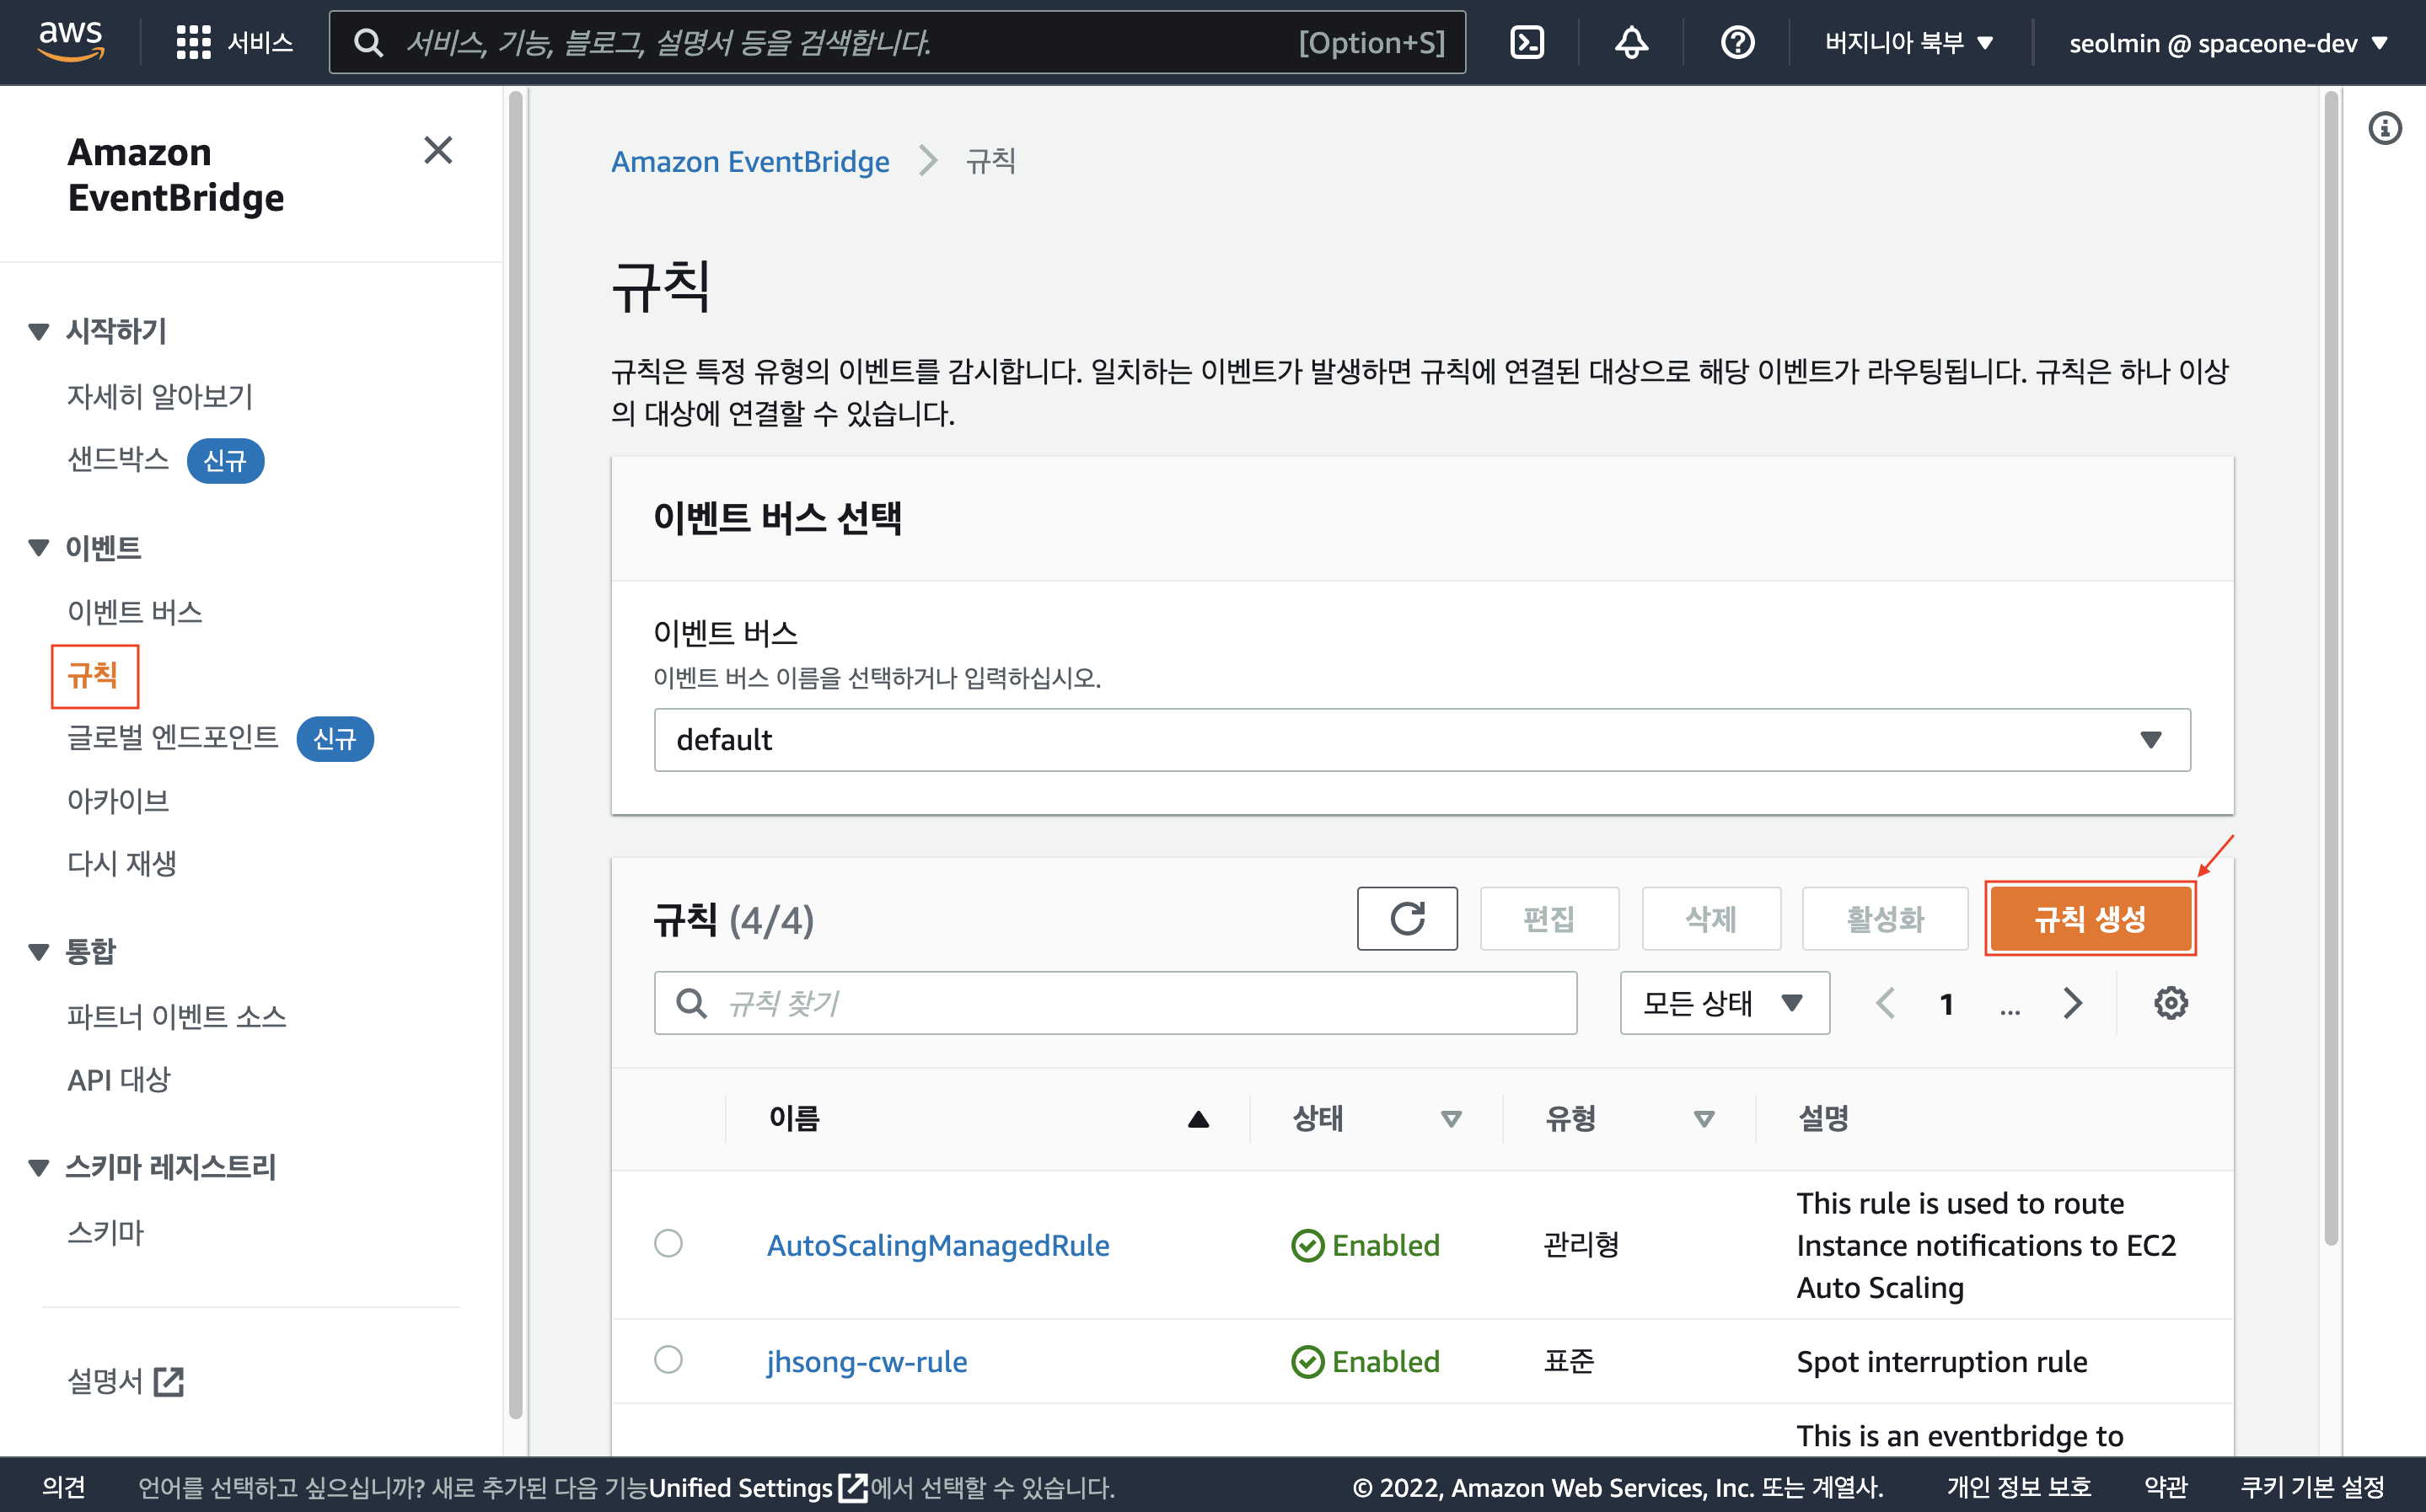 aws
서비스
서비스, 기능, 블로그, 설명서 등을 검색합니다.
[Option+S]
버지니아 북부
seolmin @ spaceone-dev
Amazon
EventBridge
시작하기
자세히 알아보기
샌드박스
신규
이벤트
이벤트 버스
규칙
글로벌 엔드포인트
신규
아카이브
다시 재생
통합
파트너 이벤트 소스
API 대상
스키마 레지스트리
스키마
설명서
Amazon EventBridge
규칙
규칙
규칙은 특정 유형의 이벤트를 감시합니다. 일치하는 이벤트가 발생하면 규칙에 연결된 대상으로 해당 이벤트가 라우팅됩니다. 규칙은 하나 이상
의 대상에 연결할 수 있습니다.
이벤트 버스 선택
이벤트 버스
이벤트 버스 이름을 선택하거나 입력하십시오.
default
규칙 (4/4)
편집
삭제
활성화
규칙 생성
규칙 찾기
모든 상태
1
...
이름
상태
유형
설명
AutoScalingManagedRule
Enabled
관리형
This rule is used to route
Instance notifications to EC2
Auto Scaling
jhsong-cw-rule
Enabled
표준
Spot interruption rule
This is an eventbridge to
의견
언어를 선택하고 싶으십니까? 새로 추가된 다음 기능Unified Settings에서 선택할 수 있습니다.
© 2022, Amazon Web Services, Inc. 또는 계열사.
개인 정보 보호
약관
쿠키 기본 설정